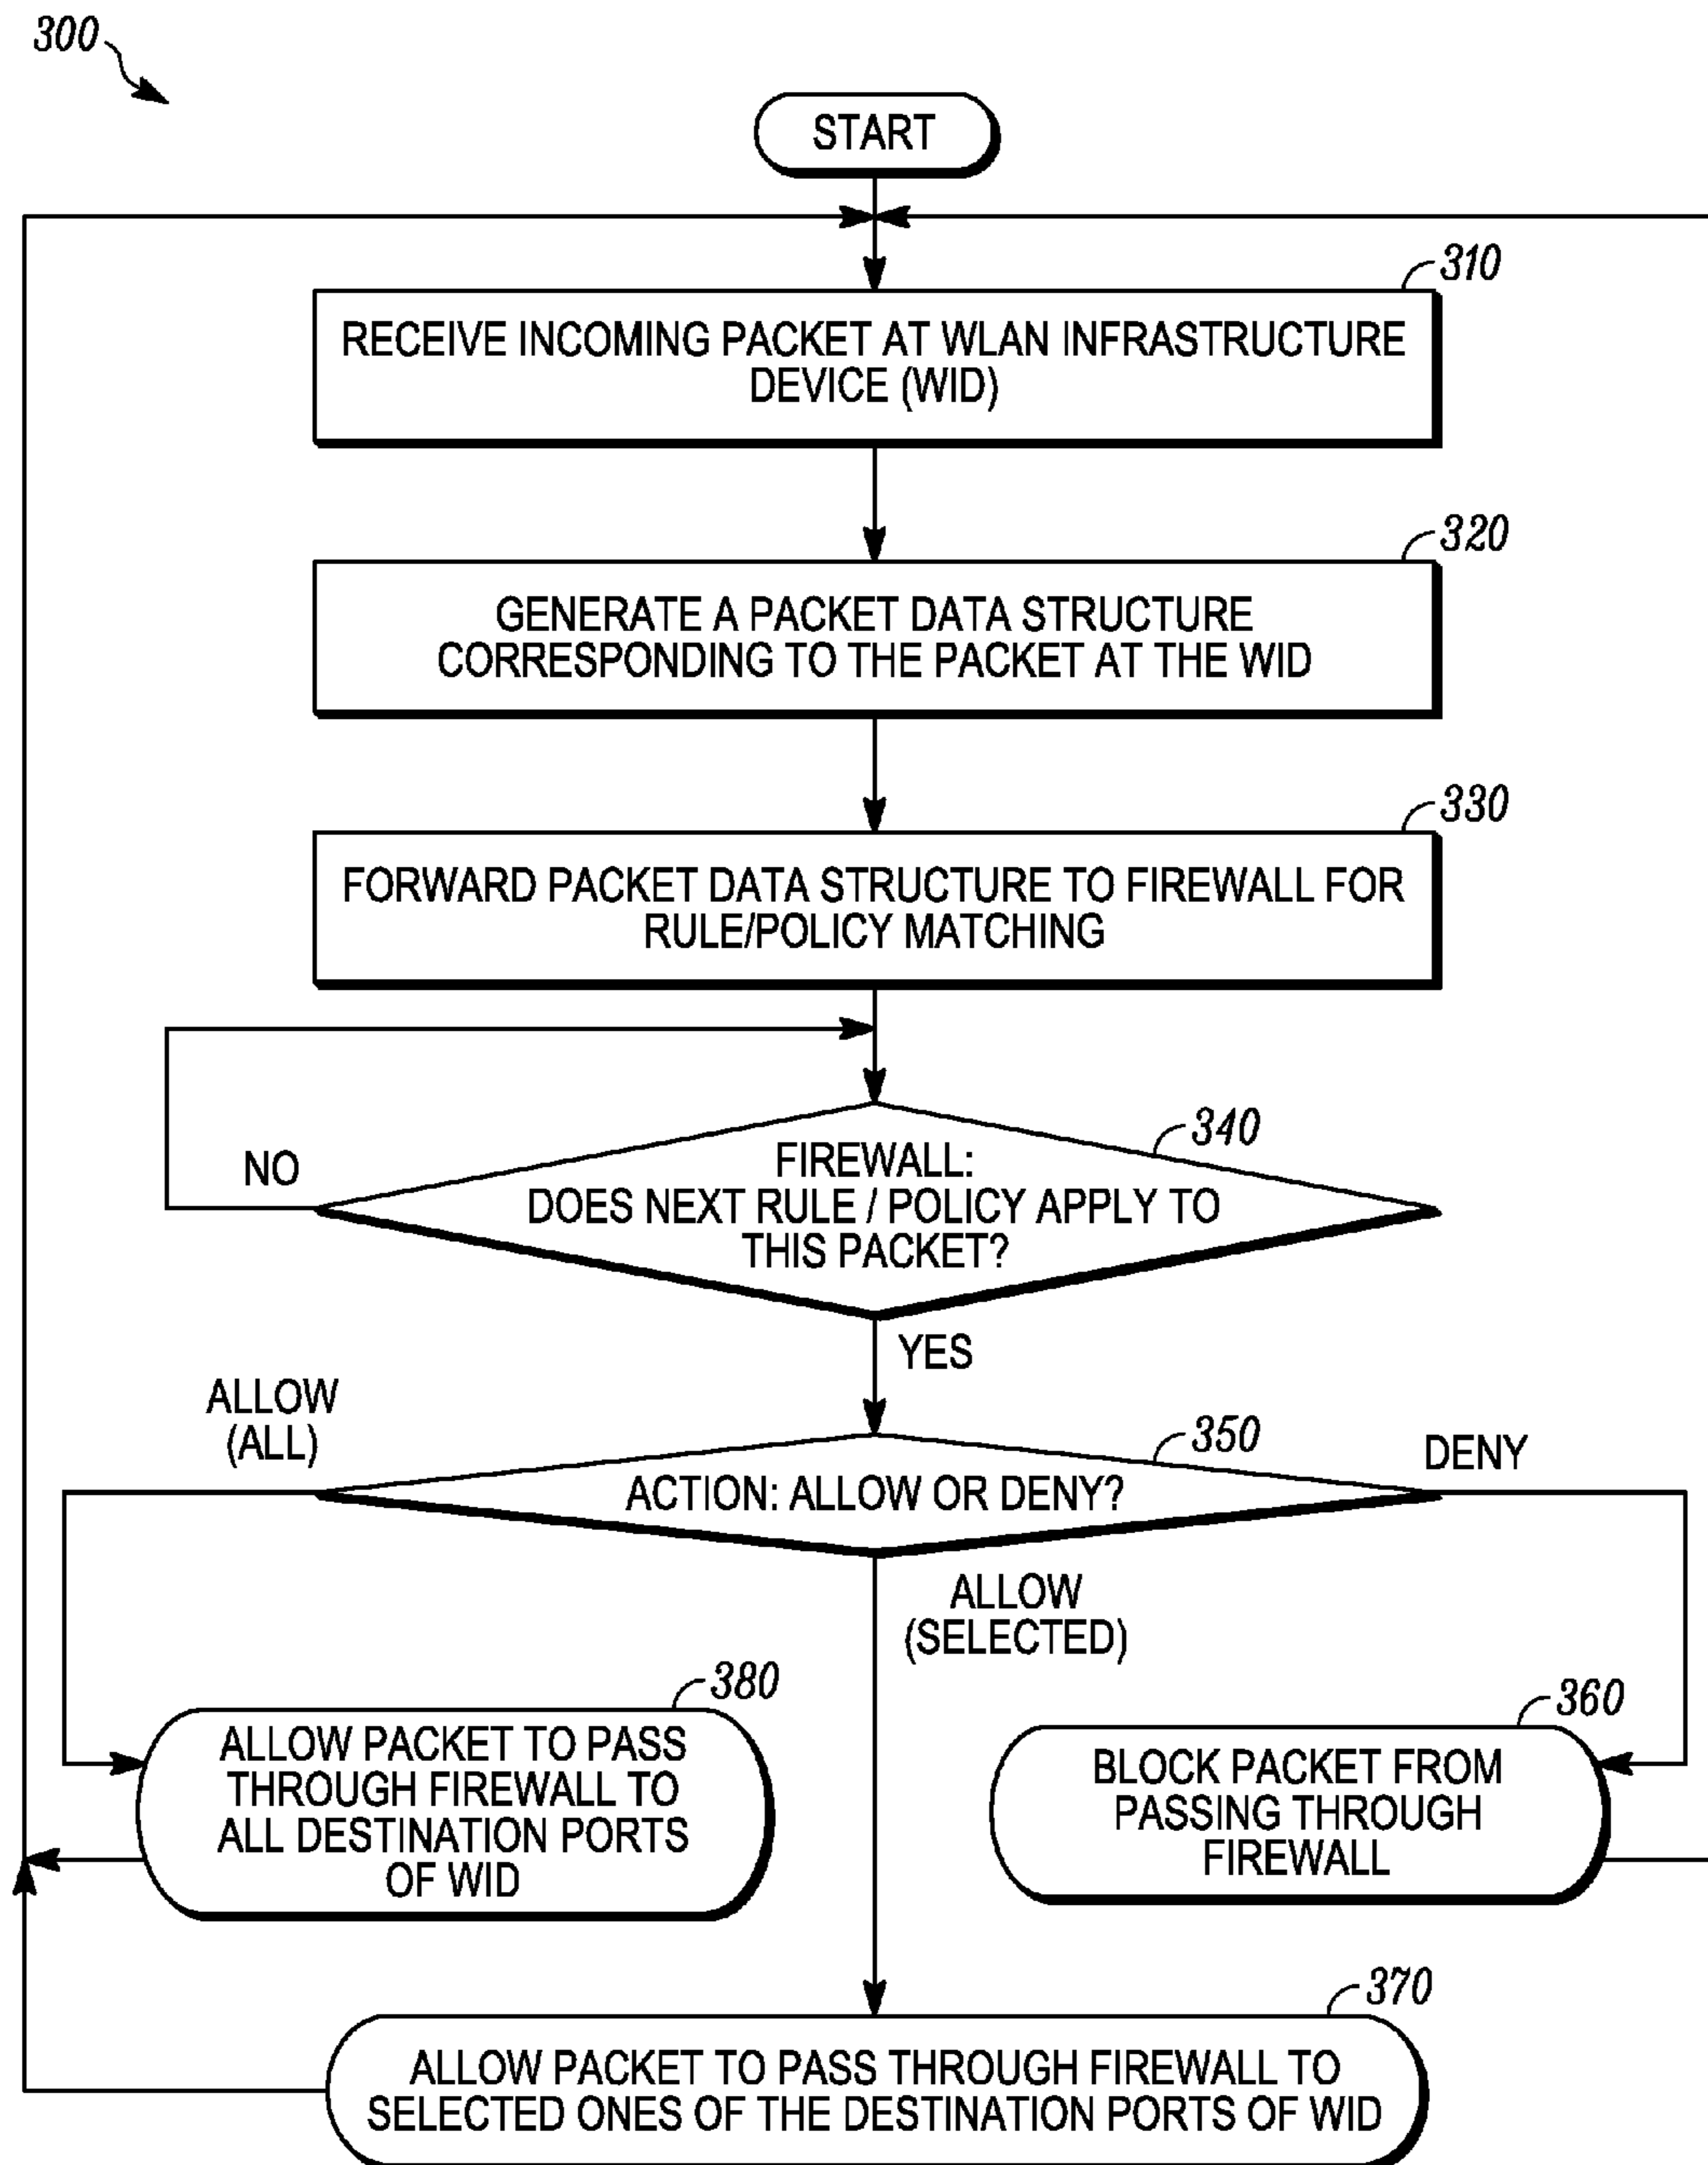 300
START
310
RECEIVE INCOMING PACKET AT WLAN INFRASTRUCTURE
DEVICE (WID)
320
GENERATE A PACKET DATA STRUCTURE
CORRESPONDING TO THE PACKET AT THE WID
330
FORWARD PACKET DATA STRUCTURE TO FIREWALL FOR
RULE/POLICY MATCHING
340
NO
FIREWALL:
DOES NEXT RULE / POLICY APPLY TO
THIS PACKET?
YES
ALLOW
(ALL)
350
DENY
ACTION: ALLOW OR DENY?
ALLOW
(SELECTED)
380
ALLOW PACKET TO PASS
THROUGH FIREWALL TO
ALL DESTINATION PORTS
OF WID
360
BLOCK PACKET FROM
PASSING THROUGH
FIREWALL
370
ALLOW PACKET TO PASS THROUGH FIREWALL TO
SELECTED ONES OF THE DESTINATION PORTS OF WID